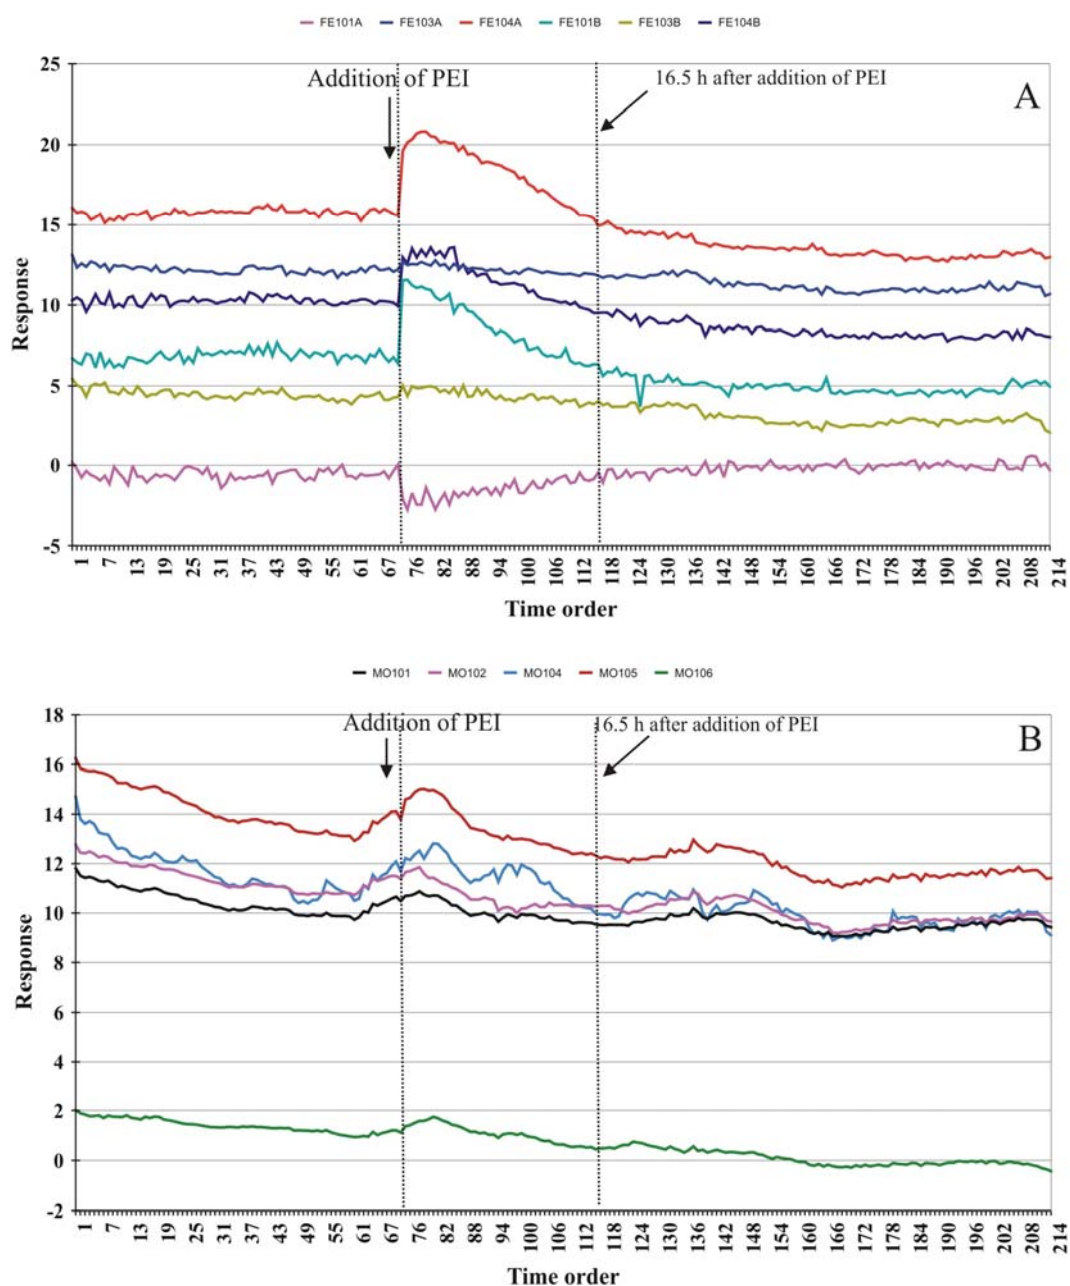 FE101A FE103A FE104A FE101B FE103B FE104B
25
Addition of PEI
16.5 h after addition of PEI
A
20
15
10
5
0
-5
Response
1 7 13 19 25 31 37 43 49 55 61 67 76 82 88 94 100 106 112 118 124 130 136 142 148 154 160 166 172 178 184 190 196 202 208 214
Time order
MO101 MO102 MO104 MO105 MO106
18
Addition of PEI
16.5 h after addition of PEI
B
16
14
12
10
8
6
4
2
0
-2
Response
1 7 13 19 25 31 37 43 49 55 61 67 76 82 88 94 100 106 112 118 124 130 136 142 148 154 160 166 172 178 184 190 196 202 208 214
Time order